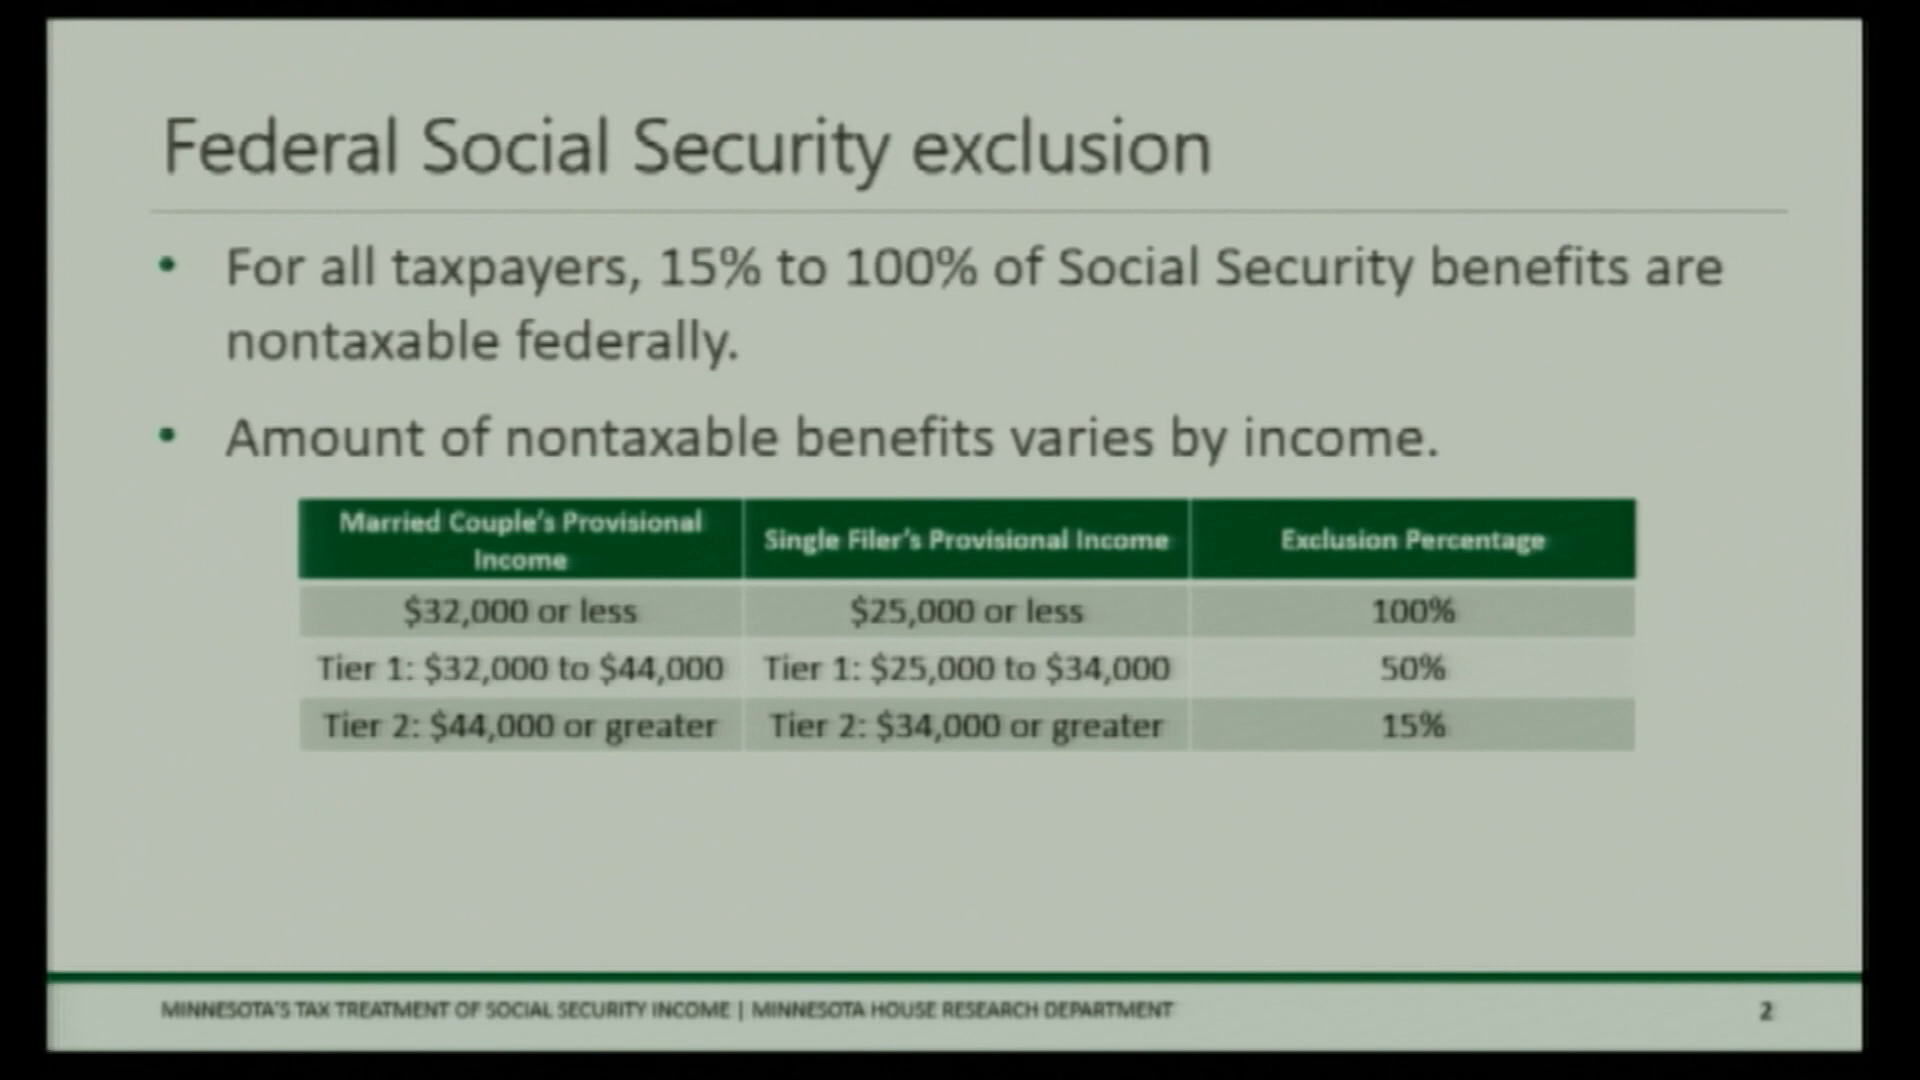 Federal Social Security exclusion
• For all taxpayers, 15% to 100% of Social Security benefits are
nontaxable federally.
• Amount of nontaxable benefits varies by income.
Married Couple's Provisional
Income
Single Filer's Provisional Income
Exclusion Percentage
$32,000 or less
$25,000 or less
100%
Tier 1: $32,000 to $44,000
Tier 1: $25,000 to $34,000
50%
Tier 2: $44,000 or greater
Tier 2: $34,000 or greater
15%
MINNESOTA'S TAX TREATMENT OF SOCIAL SECURITY INCOME | MINNESOTA HOUSE RESEARCH DEPARTMENT
2